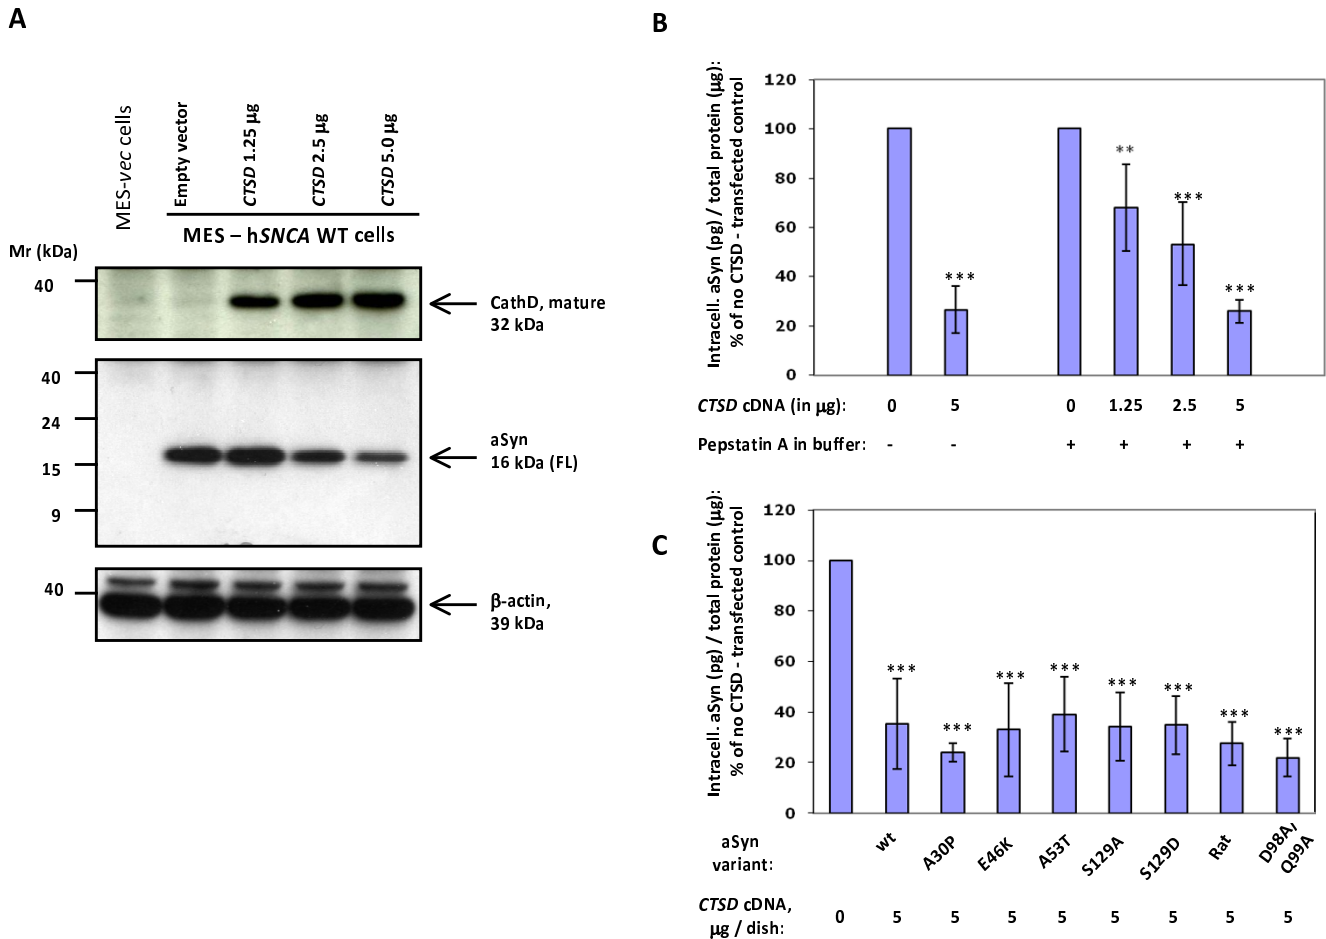 A
MES-vec cells
Empty vector
CTSD 1.25 µg
CTSD 2.5 µg
CTSD 5.0 µg
MES – hSNCA WT cells
Mr (kDa)
40
CathD, mature
32 kDa
40
24
15
9
aSyn
16 kDa (FL)
40
β-actin,
39 kDa
B
Intracell. aSyn (pg) / total protein (µg):
% of no CTSD - transfected control
120
100
80
60
40
20
0
***
**
***
***
CTSD cDNA (in µg): 0 5 0 1.25 2.5 5
Pepstatin A in buffer: - - + + + +
C
Intracell. aSyn (pg) / total protein (µg):
% of no CTSD - transfected control
120
100
80
60
40
20
0
***
***
***
***
***
***
***
***
aSyn
variant:
wt
A30P
E46K
A53T
S129A
S129D
Rat
D98A/
Q99A
CTSD cDNA,
µg / dish:
0 5 5 5 5 5 5 5 5